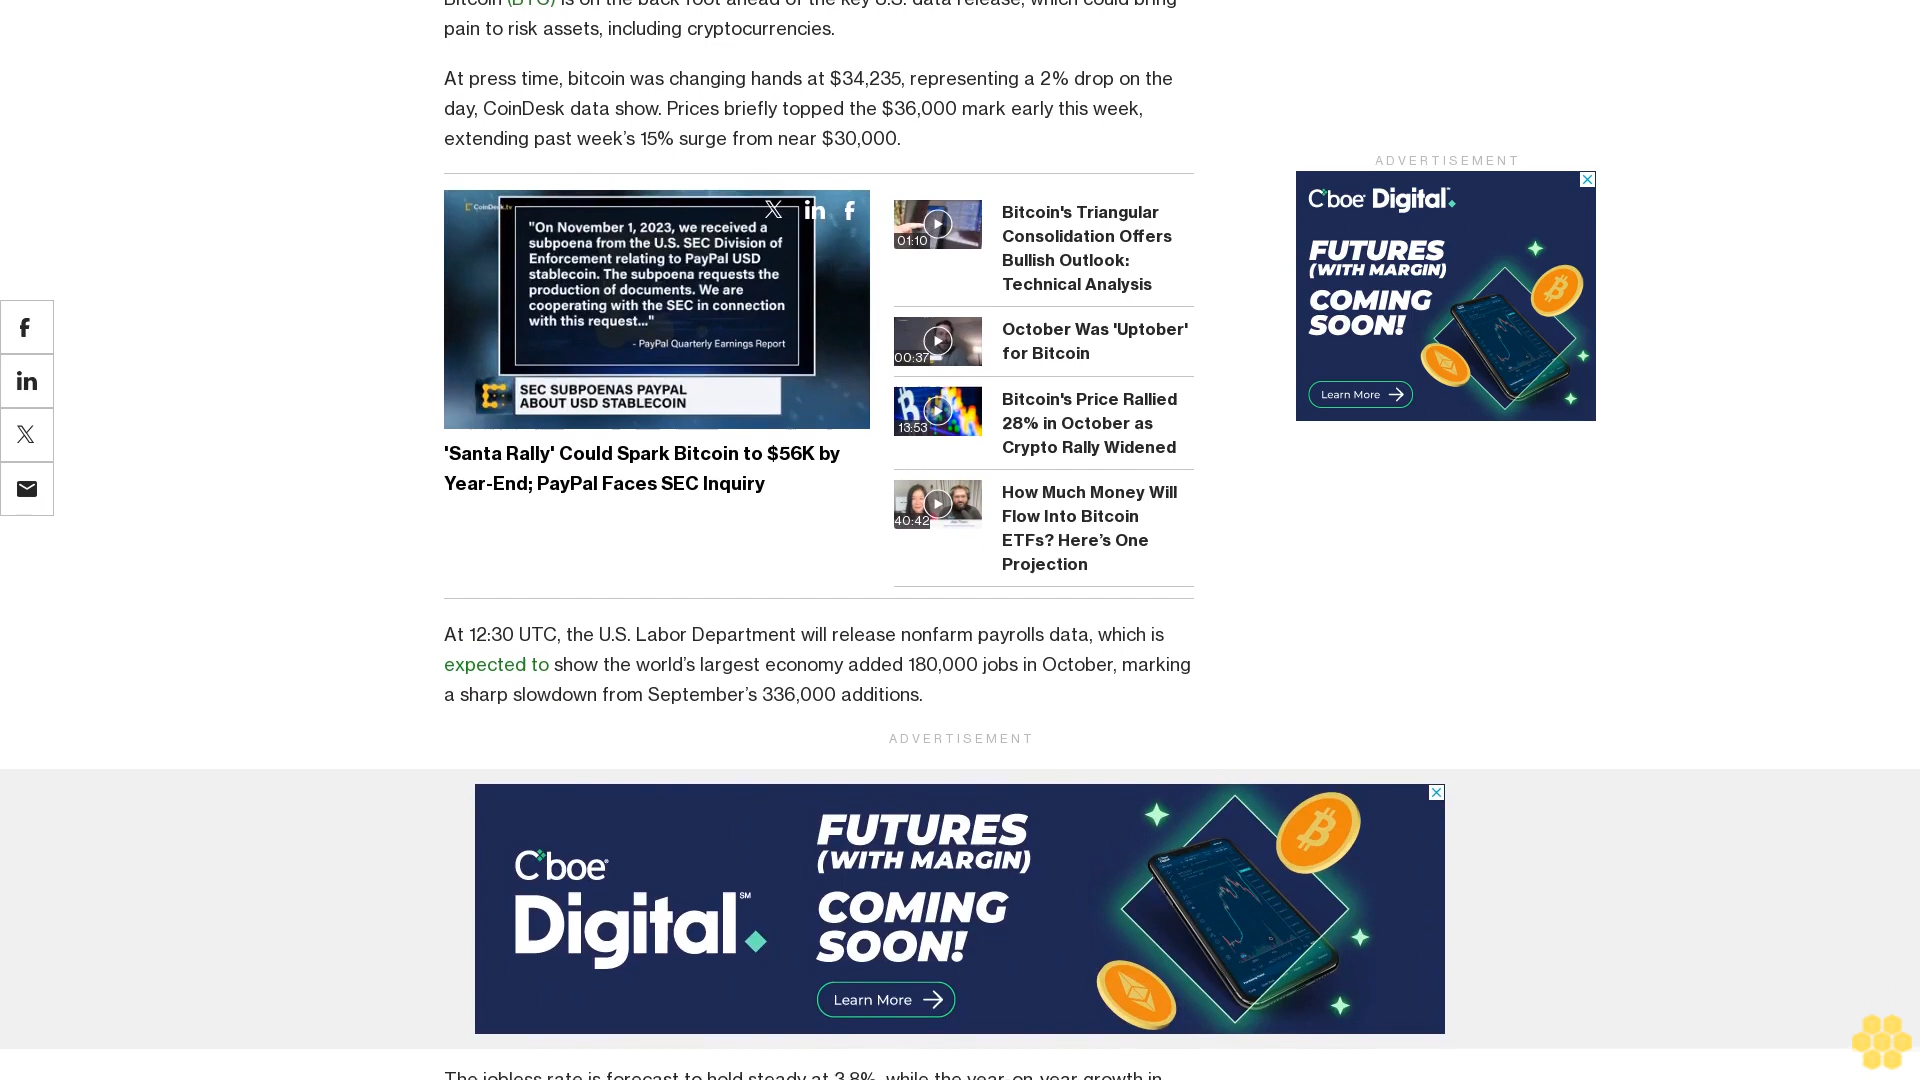 Bitcoin (BTC) is on the back foot ahead of the key U.S. data release, which could bring
pain to risk assets, including cryptocurrencies.
At press time, bitcoin was changing hands at $34,235, representing a 2% drop on the
day, CoinDesk data show. Prices briefly topped the $36,000 mark early this week,
extending past week’s 15% surge from near $30,000.
CoinDesk.tv
"On November 1, 2023, we received a
subpoena from the U.S. SEC Division of
Enforcement relating to PayPal USD
stablecoin. The subpoena requests the
production of documents. We are
cooperating with the SEC in connection
with this request..."
- PayPal Quarterly Earnings Report
SEC SUBPOENAS PAYPAL
ABOUT USD STABLECOIN
'Santa Rally' Could Spark Bitcoin to $56K by
Year-End; PayPal Faces SEC Inquiry
01:10
Bitcoin's Triangular
Consolidation Offers
Bullish Outlook:
Technical Analysis
00:37
October Was 'Uptober'
for Bitcoin
13:53
Bitcoin's Price Rallied
28% in October as
Crypto Rally Widened
40:42
How Much Money Will
Flow Into Bitcoin
ETFs? Here’s One
Projection
ADVERTISEMENT
Cboe Digital
FUTURES
(WITH MARGIN)
COMING
SOON!
Learn More
At 12:30 UTC, the U.S. Labor Department will release nonfarm payrolls data, which is
expected to show the world’s largest economy added 180,000 jobs in October, marking
a sharp slowdown from September’s 336,000 additions.
ADVERTISEMENT
Cboe
Digital℠
FUTURES
(WITH MARGIN)
COMING
SOON!
Learn More
The jobless rate is forecast to hold steady at 3.8%, while the year-on-year growth in